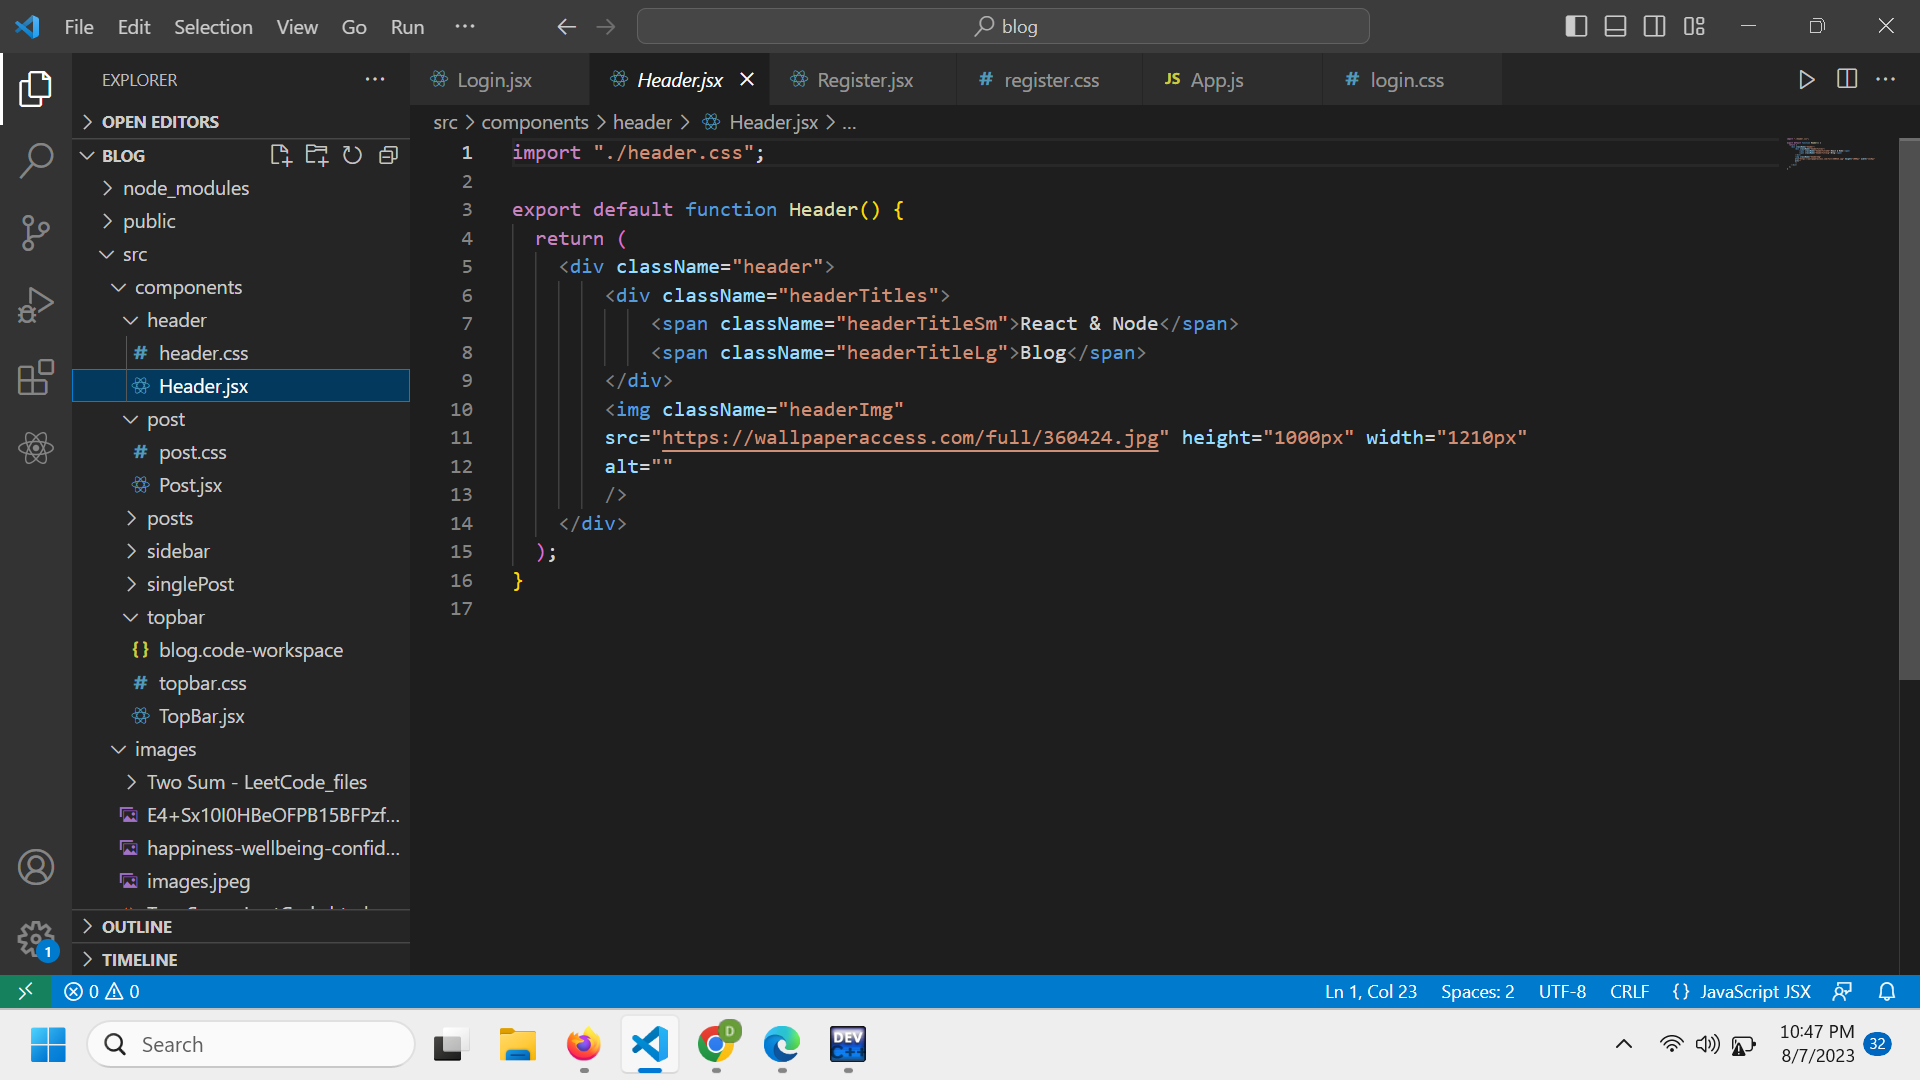 File Edit Selection View Go Run ···
blog
EXPLORER
Login.jsx
Header.jsx
Register.jsx
# register.css
JS App.js
# login.css
OPEN EDITORS
src > components > header > Header.jsx > ...
BLOG
node_modules
public
src
components
header
# header.css
Header.jsx
post
# post.css
Post.jsx
posts
sidebar
singlePost
topbar
{} blog.code-workspace
# topbar.css
TopBar.jsx
images
Two Sum - LeetCode_files
E4+Sx10I0HBeOFPB15BFPzf...
happiness-wellbeing-confid...
images.jpeg
OUTLINE
TIMELINE
1 import "./header.css";
2
3 export default function Header() {
4 return (
5 <div className="header">
6 <div className="headerTitles">
7 <span className="headerTitleSm">React & Node</span>
8 <span className="headerTitleLg">Blog</span>
9 </div>
10 <img className="headerImg"
11 src="https://wallpaperaccess.com/full/360424.jpg" height="1000px" width="1210px"
12 alt=""
13 />
14 </div>
15 );
16 }
17
1
0 0
Ln 1, Col 23
Spaces: 2
UTF-8
CRLF
{} JavaScript JSX
Search
D
DEV
C++
10:47 PM
8/7/2023
32